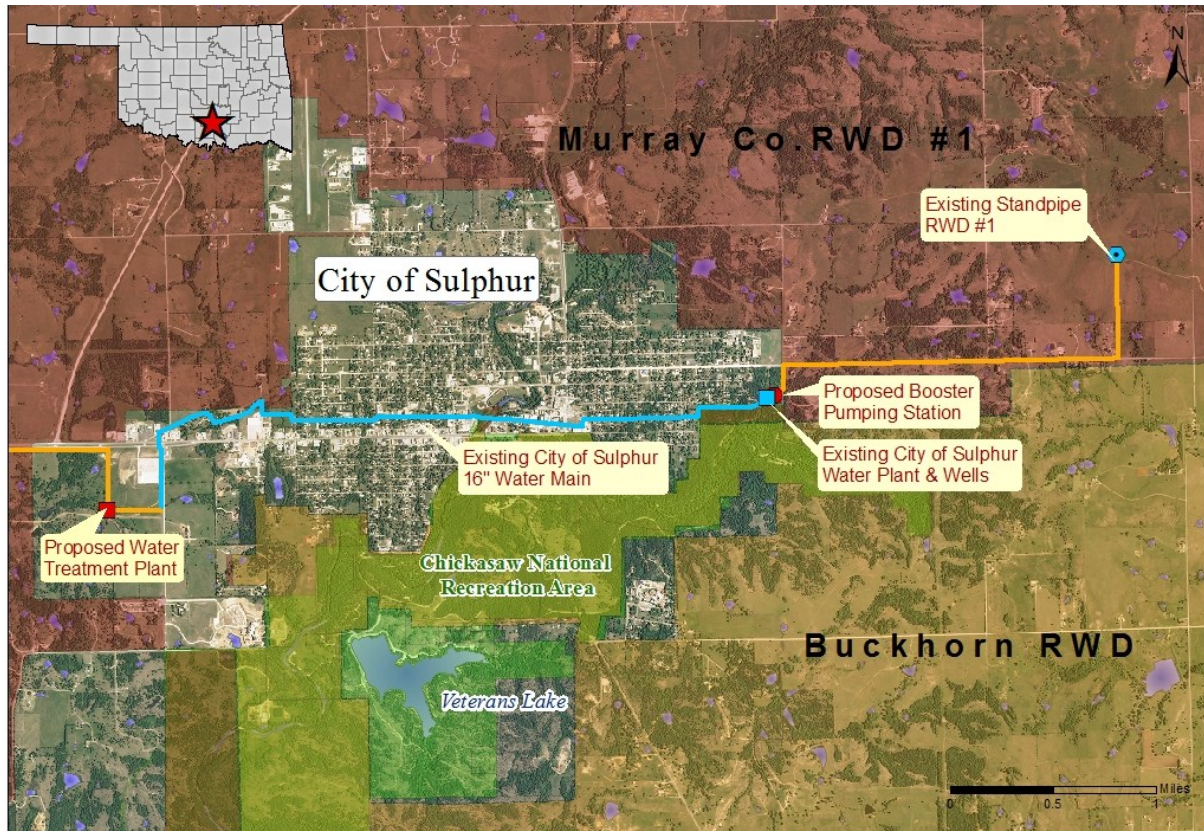 N
Murray Co. RWD #1
Existing Standpipe
RWD #1
City of Sulphur
Proposed Booster
Pumping Station
Existing City of Sulphur
16" Water Main
Existing City of Sulphur
Water Plant & Wells
Proposed Water
Treatment Plant
Chickasaw National
Recreation Area
Buckhorn RWD
Veterans Lake
Miles
0 0.5 1